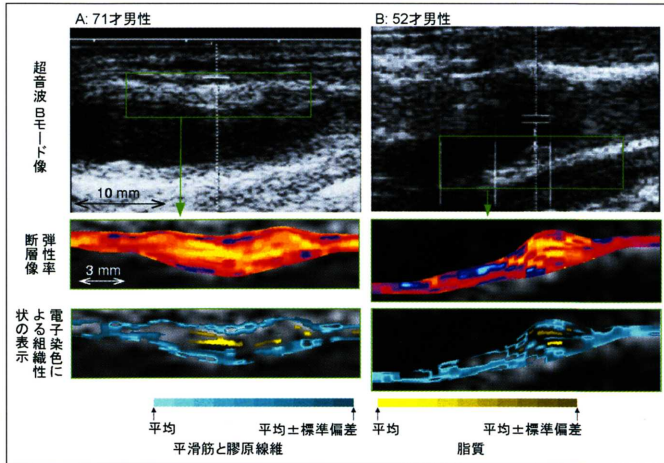 A: 71才男性
B: 52才男性
超音波Bモード像
10 mm
弾性率
断層像
3 mm
電子染色に
よる組織性
状の表示
平均
平均±標準偏差
平滑筋と膠原線維
平均
平均±標準偏差
脂質